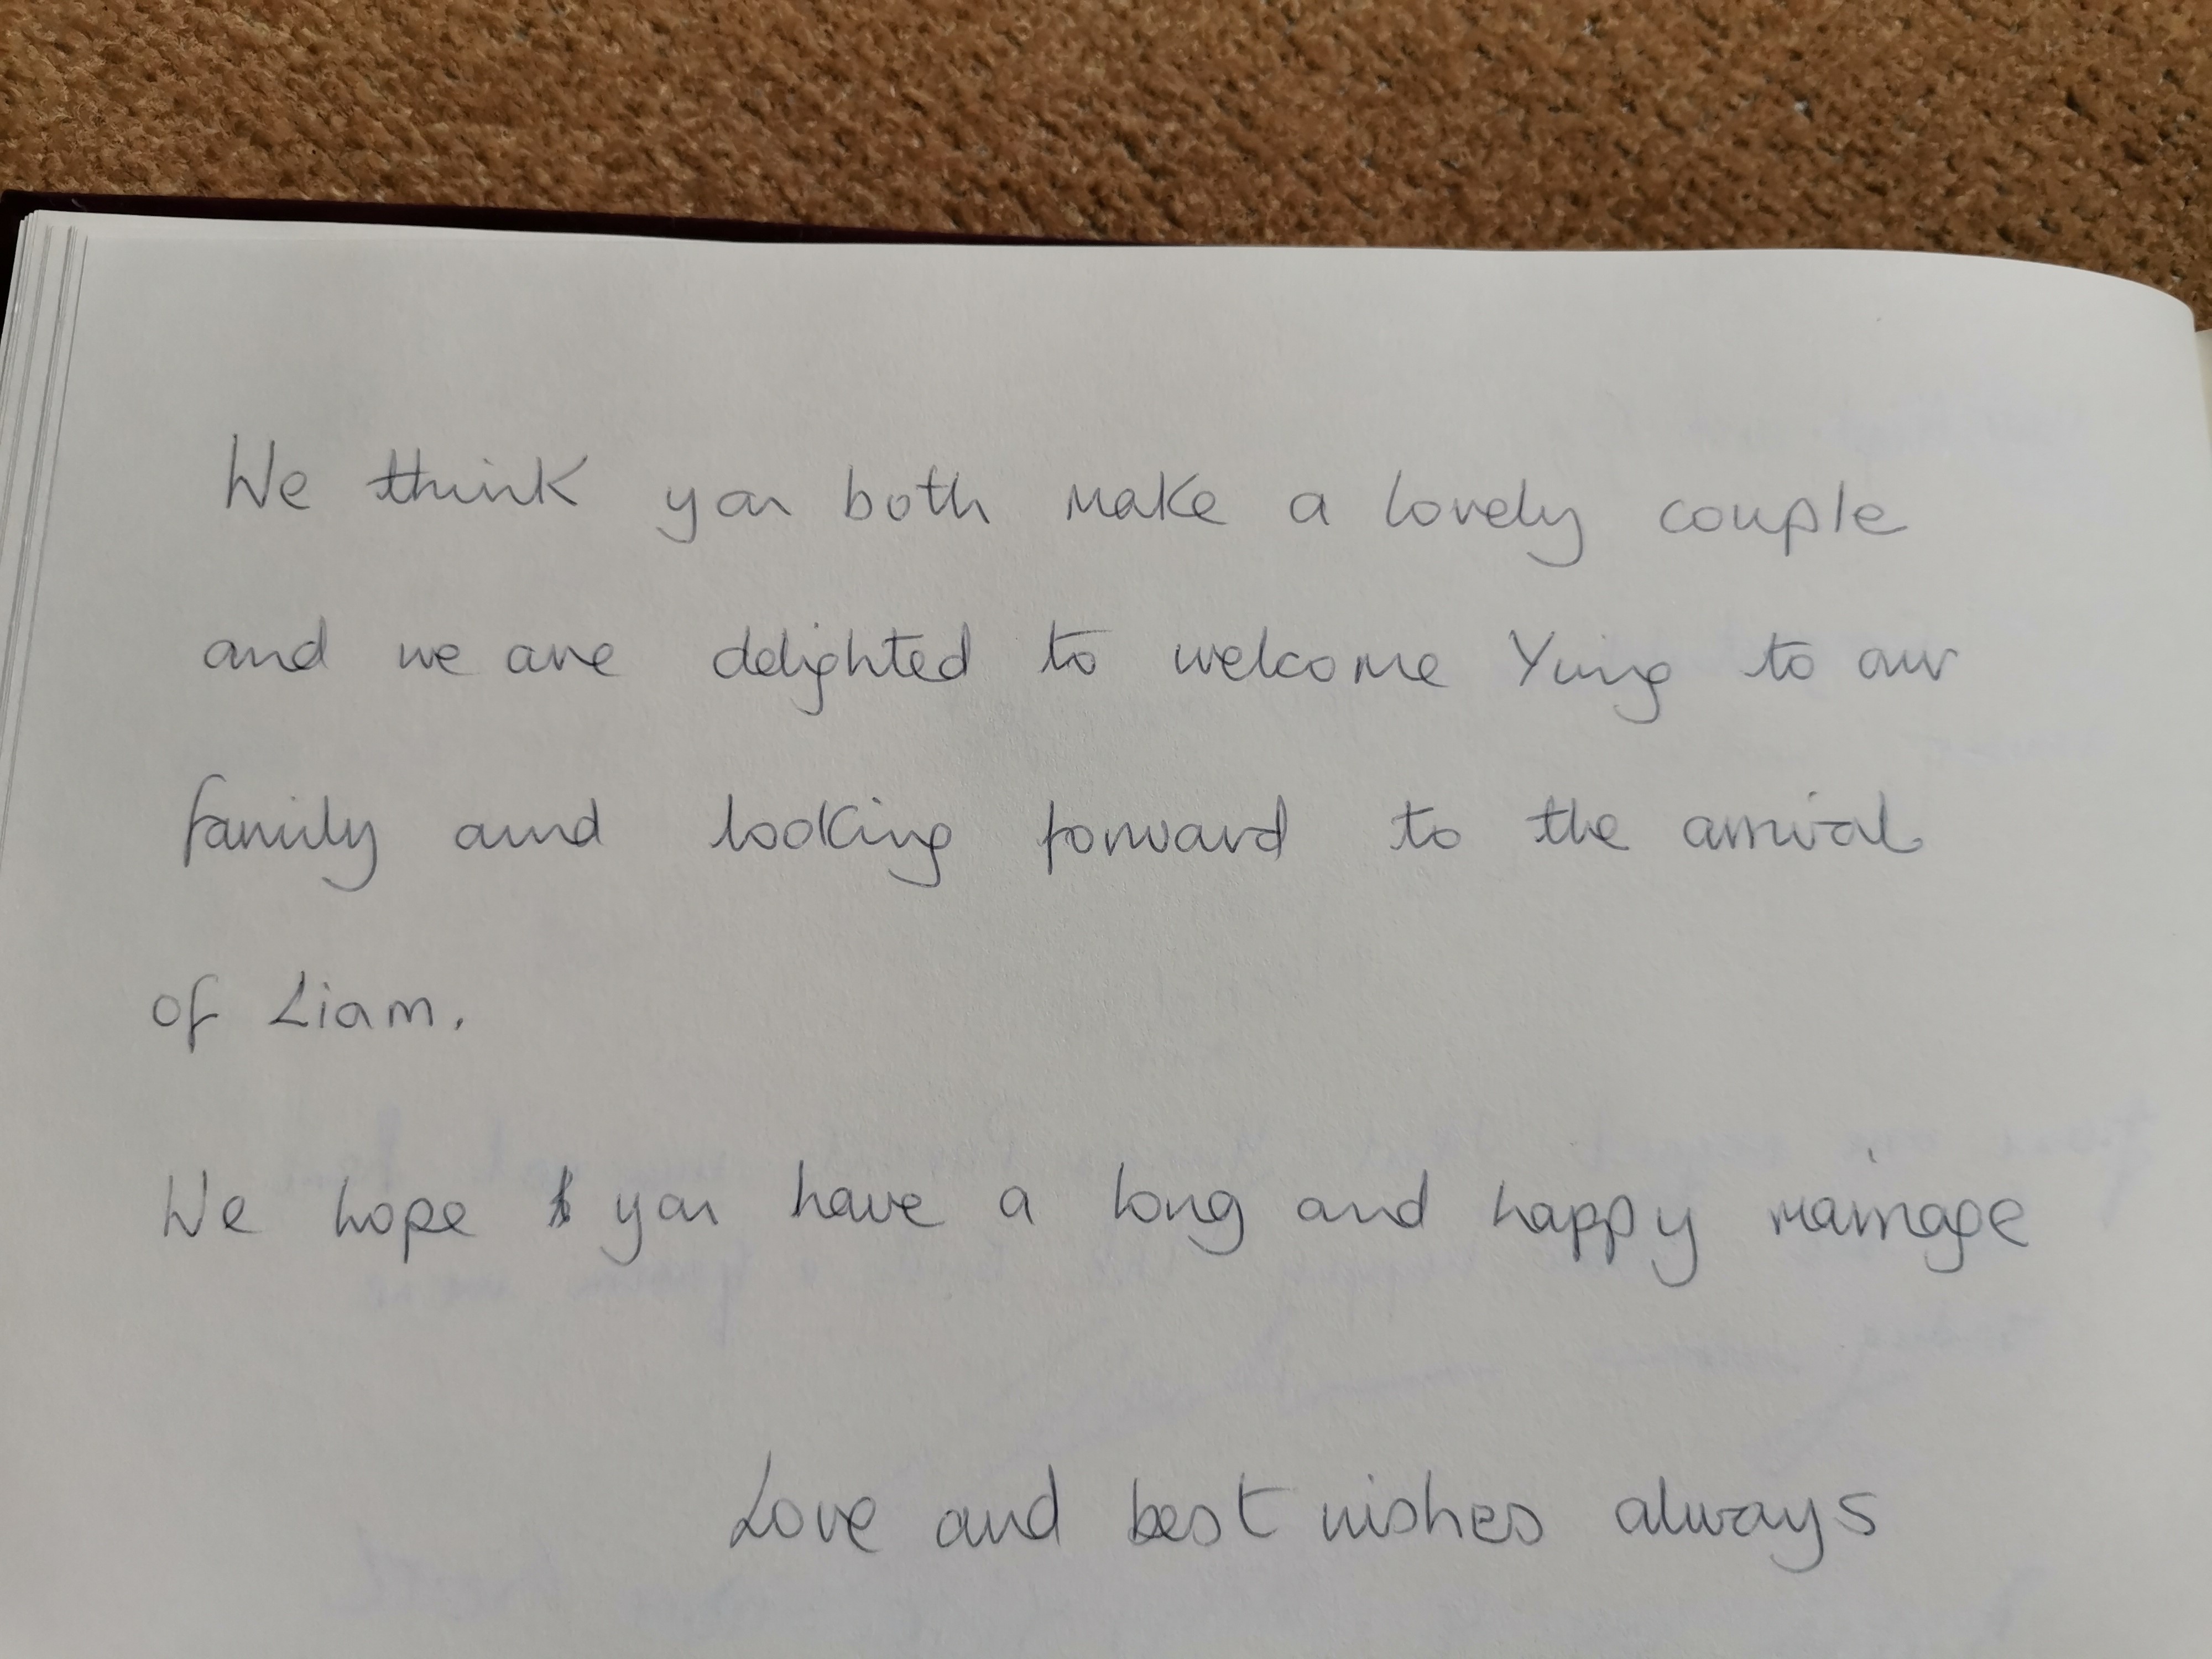 We think you both make a lovely couple
and we are delighted to welcome Ying to our
family and looking forward to the arrival
of Liam.
We hope you have a long and happy marriage
Love and best wishes always